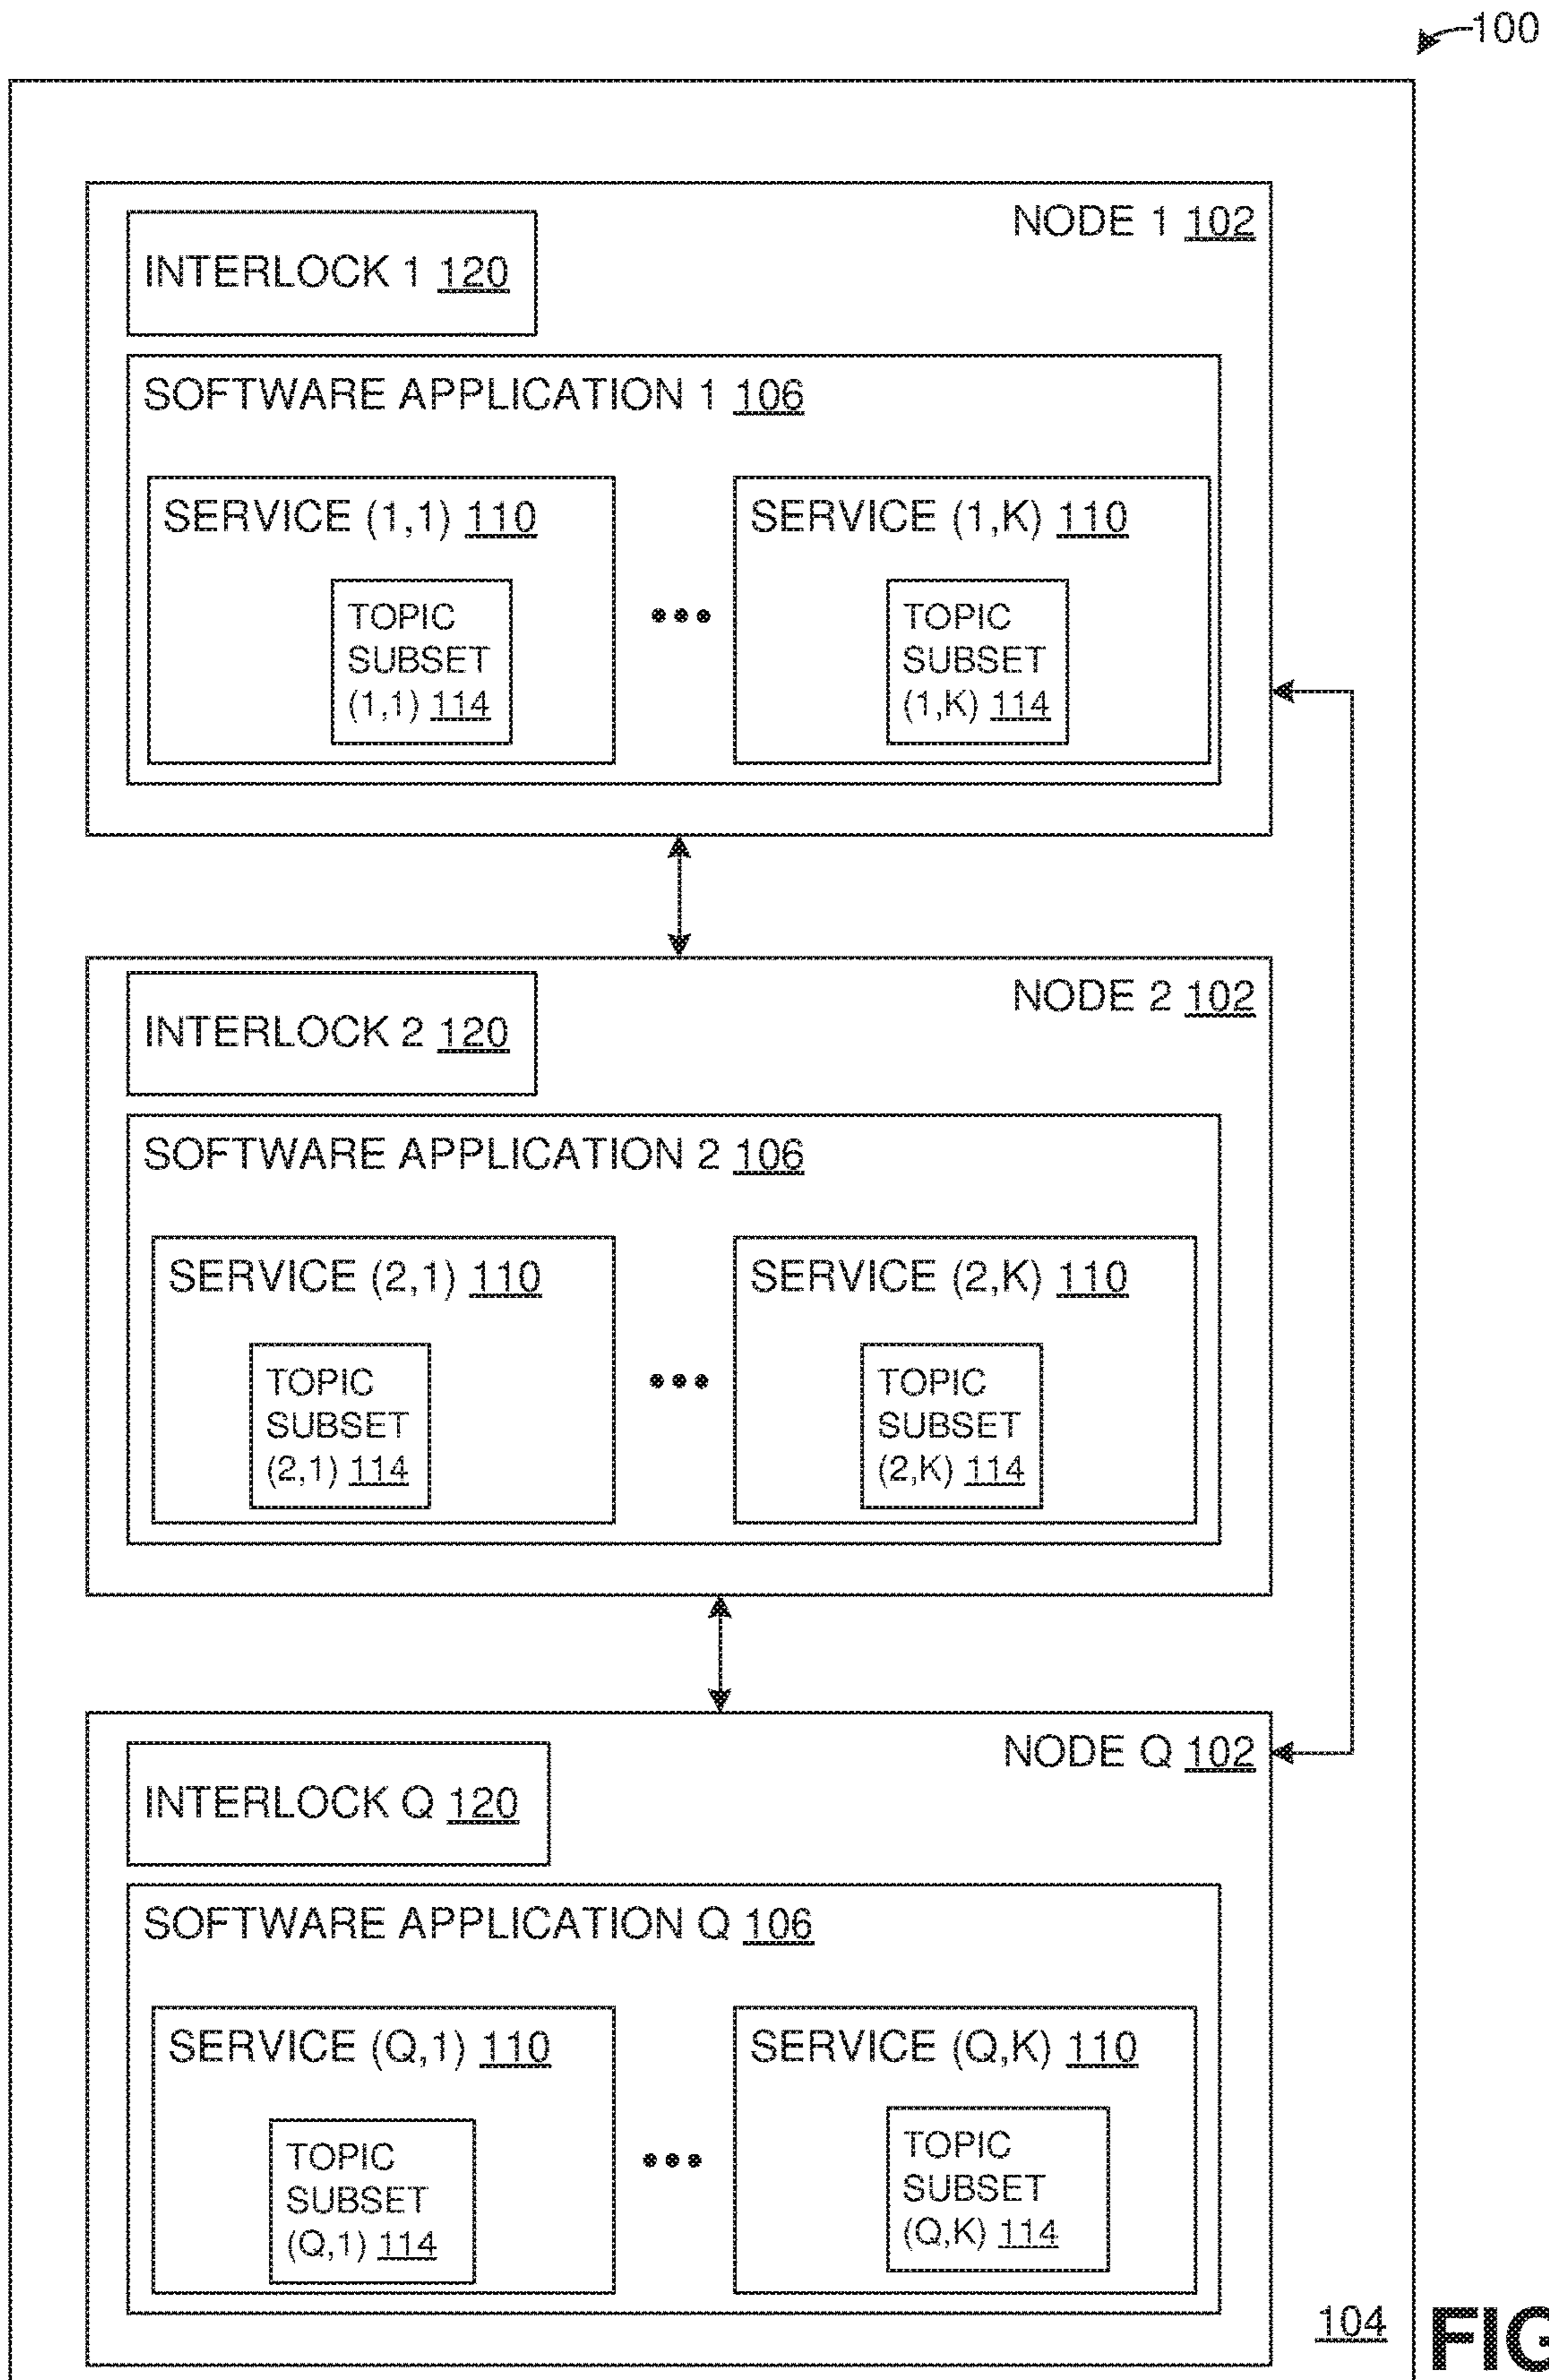 100
NODE 1 102
INTERLOCK 1 120
SOFTWARE APPLICATION 1 106
SERVICE (1,1) 110
TOPIC
SUBSET
(1,1) 114
SERVICE (1,K) 110
TOPIC
SUBSET
(1,K) 114
NODE 2 102
INTERLOCK 2 120
SOFTWARE APPLICATION 2 106
SERVICE (2,1) 110
TOPIC
SUBSET
(2,1) 114
SERVICE (2,K) 110
TOPIC
SUBSET
(2,K) 114
NODE Q 102
INTERLOCK Q 120
SOFTWARE APPLICATION Q 106
SERVICE (Q,1) 110
TOPIC
SUBSET
(Q,1) 114
SERVICE (Q,K) 110
TOPIC
SUBSET
(Q,K) 114
104
FIG